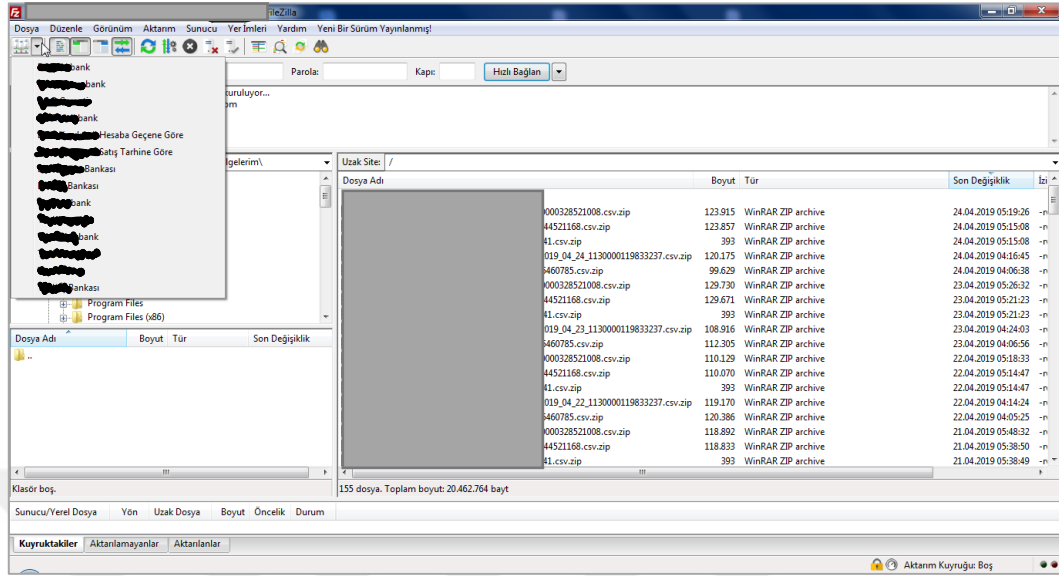 FileZilla
Dosya Düzenle Görünüm Aktarım Sunucu Yer İmleri Yardım Yeni Bir Sürüm Yayınlanmış!
Parola: Kapı: Hızlı Bağlan
bank
bank
bank
Hesaba Geçene Göre
Satış Tarhine Göre
Bankası
Bankası
bank
bank
Bankası
kuruluyor...
om
lgelerim\
Program Files
Program Files (x86)
Dosya Adı Boyut Tür Son Değişiklik
..
Klasör boş.
Uzak Site: /
Dosya Adı Boyut Tür Son Değişiklik İzi
0000328521008.csv.zip 123.915 WinRAR ZIP archive 24.04.2019 05:19:26
44521168.csv.zip 123.857 WinRAR ZIP archive 24.04.2019 05:15:08
41.csv.zip 393 WinRAR ZIP archive 24.04.2019 05:15:08
019_04_24_1130000119833237.csv.zip 120.175 WinRAR ZIP archive 24.04.2019 04:16:45
5460785.csv.zip 99.629 WinRAR ZIP archive 24.04.2019 04:06:38
0000328521008.csv.zip 129.730 WinRAR ZIP archive 23.04.2019 05:26:32
44521168.csv.zip 129.671 WinRAR ZIP archive 23.04.2019 05:21:23
41.csv.zip 393 WinRAR ZIP archive 23.04.2019 05:21:23
019_04_23_1130000119833237.csv.zip 108.916 WinRAR ZIP archive 23.04.2019 04:24:03
5460785.csv.zip 112.305 WinRAR ZIP archive 23.04.2019 04:06:56
0000328521008.csv.zip 110.129 WinRAR ZIP archive 22.04.2019 05:18:33
44521168.csv.zip 110.070 WinRAR ZIP archive 22.04.2019 05:14:47
41.csv.zip 393 WinRAR ZIP archive 22.04.2019 05:14:47
019_04_22_1130000119833237.csv.zip 119.170 WinRAR ZIP archive 22.04.2019 04:14:24
5460785.csv.zip 120.386 WinRAR ZIP archive 22.04.2019 04:05:25
0000328521008.csv.zip 118.892 WinRAR ZIP archive 21.04.2019 05:48:32
44521168.csv.zip 118.833 WinRAR ZIP archive 21.04.2019 05:38:50
41.csv.zip 393 WinRAR ZIP archive 21.04.2019 05:38:49
155 dosya. Toplam boyut: 20.462.764 bayt
Sunucu/Yerel Dosya Yön Uzak Dosya Boyut Öncelik Durum
Kuyruktakiler Aktarılamayanlar Aktarılanlar
Aktarım Kuyruğu: Boş